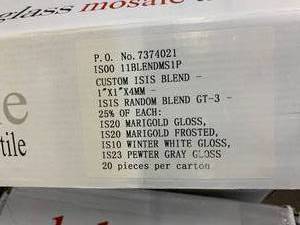 glass mosaic
P.O. No.7374021
IS00 11BLENDMS1P
CUSTOM ISIS BLEND -
1"X1"X4MM -
ISIS RANDOM BLEND GT-3 -
25% OF EACH:
IS20 MARIGOLD GLOSS,
IS20 MARIGOLD FROSTED,
IS10 WINTER WHITE GLOSS,
IS23 PEWTER GRAY GLOSS
20 pieces per carton
tile